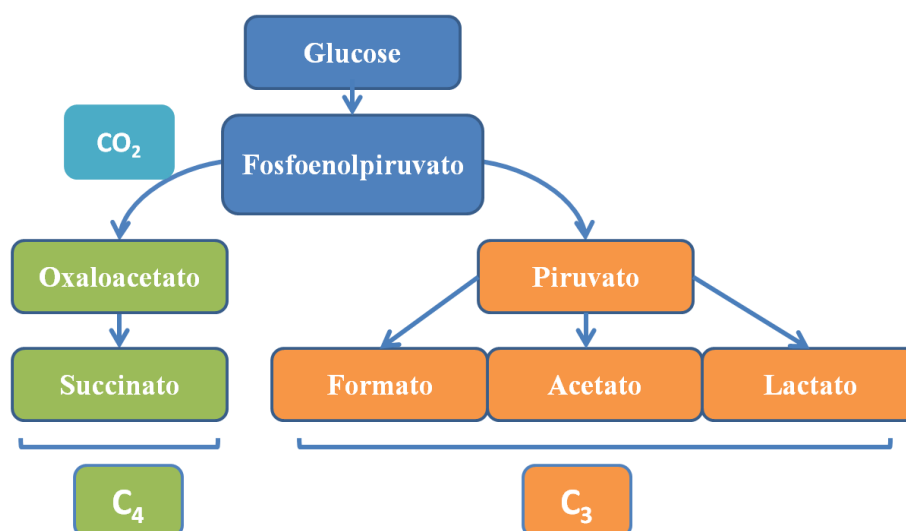 Glucose
CO₂
Fosfoenolpiruvato
Oxaloacetato
Piruvato
Succinato
Formato
Acetato
Lactato
C₄
C₃